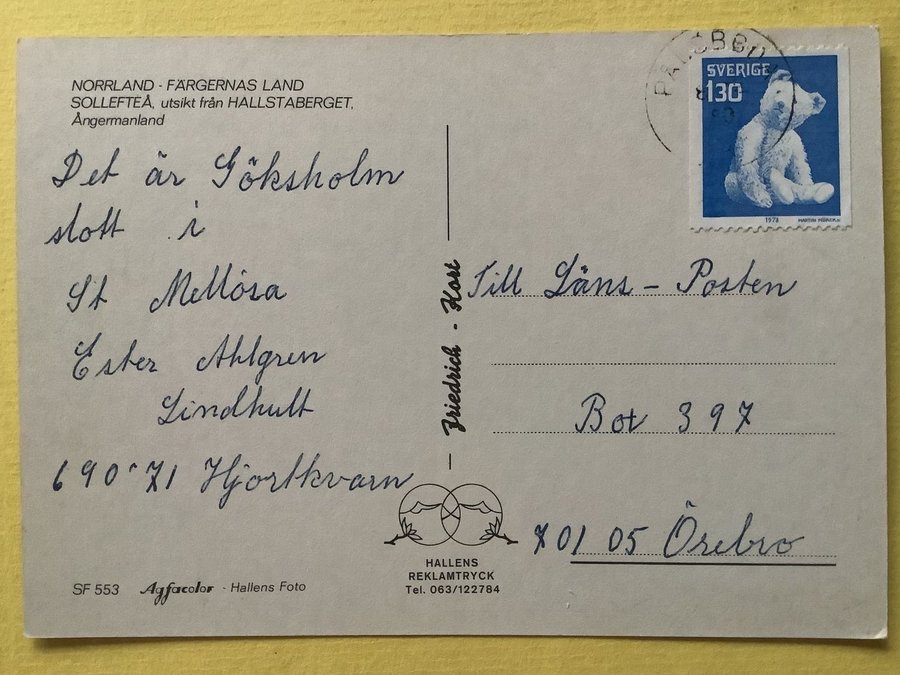 NORRLAND - FÄRGERNAS LAND
SOLLEFTEÅ, utsikt från HALLSTABERGET,
Ångermanland
Det är Göksholm
slott i
St Mellösa
Ester Ahlgren
Lindhult
690 71 Hjortkvarn
SF 553 Agfacolor - Hallens Foto
Friedrich - Kort
HALLENS
REKLAMTRYCK
Tel. 063/122784
PÅLSBODA
SVERIGE
130
1978
Till Läns-Posten
Box 397
701 05 Örebro